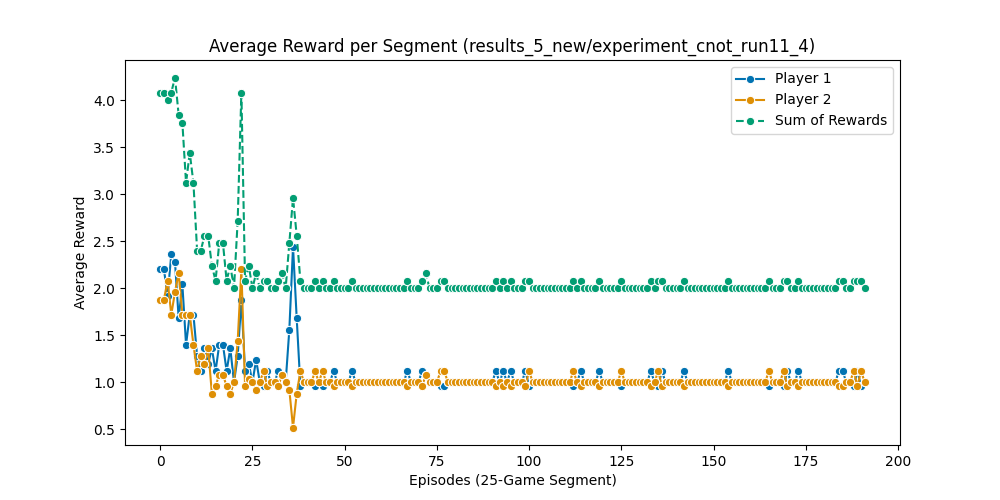 Average Reward per Segment (results_5_new/experiment_cnot_run11_4)
Player 1
Player 2
Sum of Rewards
4.0
3.5
3.0
2.5
2.0
1.5
1.0
0.5
Average Reward
0 25 50 75 100 125 150 175 200
Episodes (25-Game Segment)